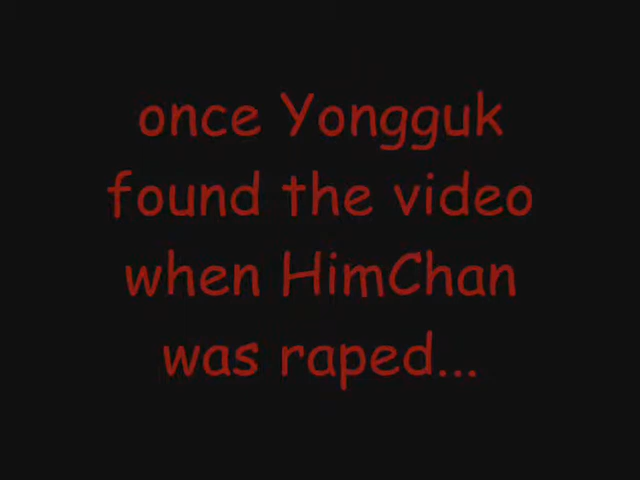 once Yongguk
found the video
when HimChan
was raped...